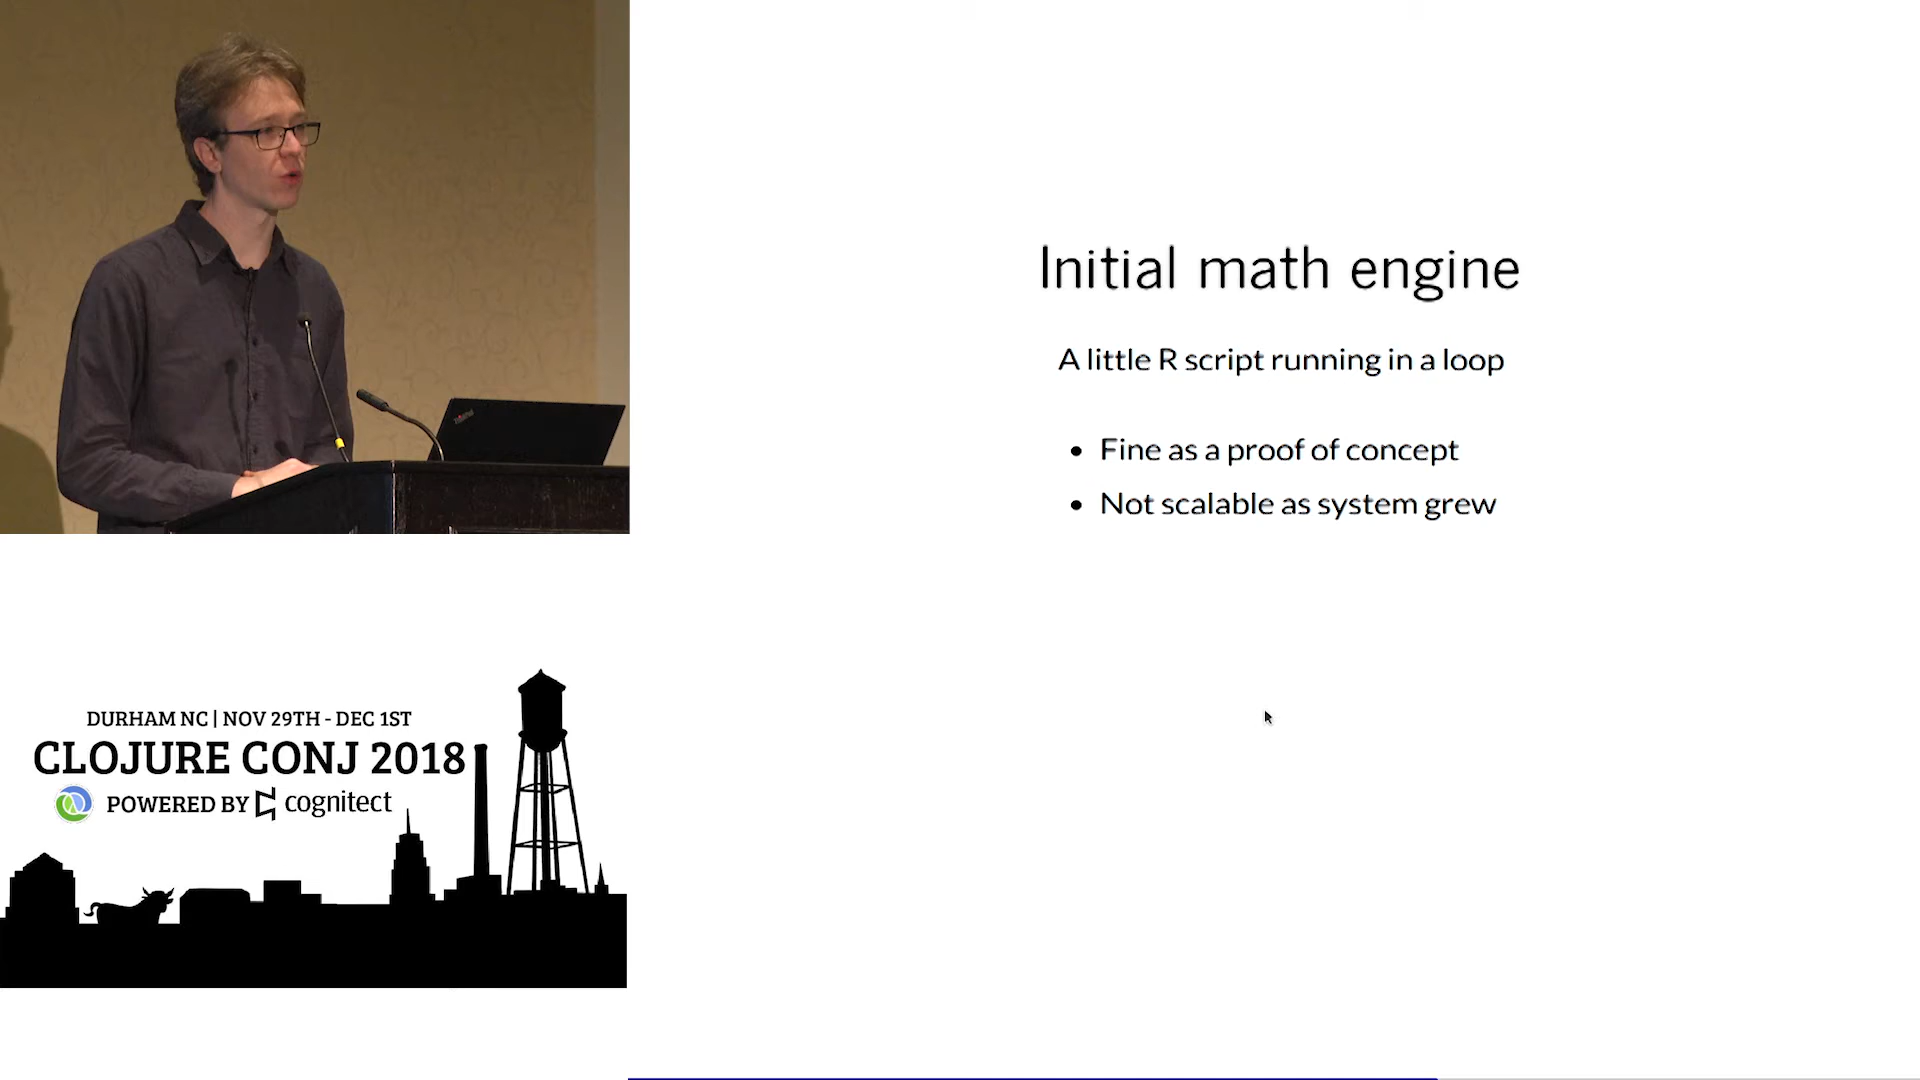 Initial math engine
A little R script running in a loop
Fine as a proof of concept
Not scalable as system grew
DURHAM NC | NOV 29TH - DEC 1ST
CLOJURE CONJ 2018
POWERED BY cognitect